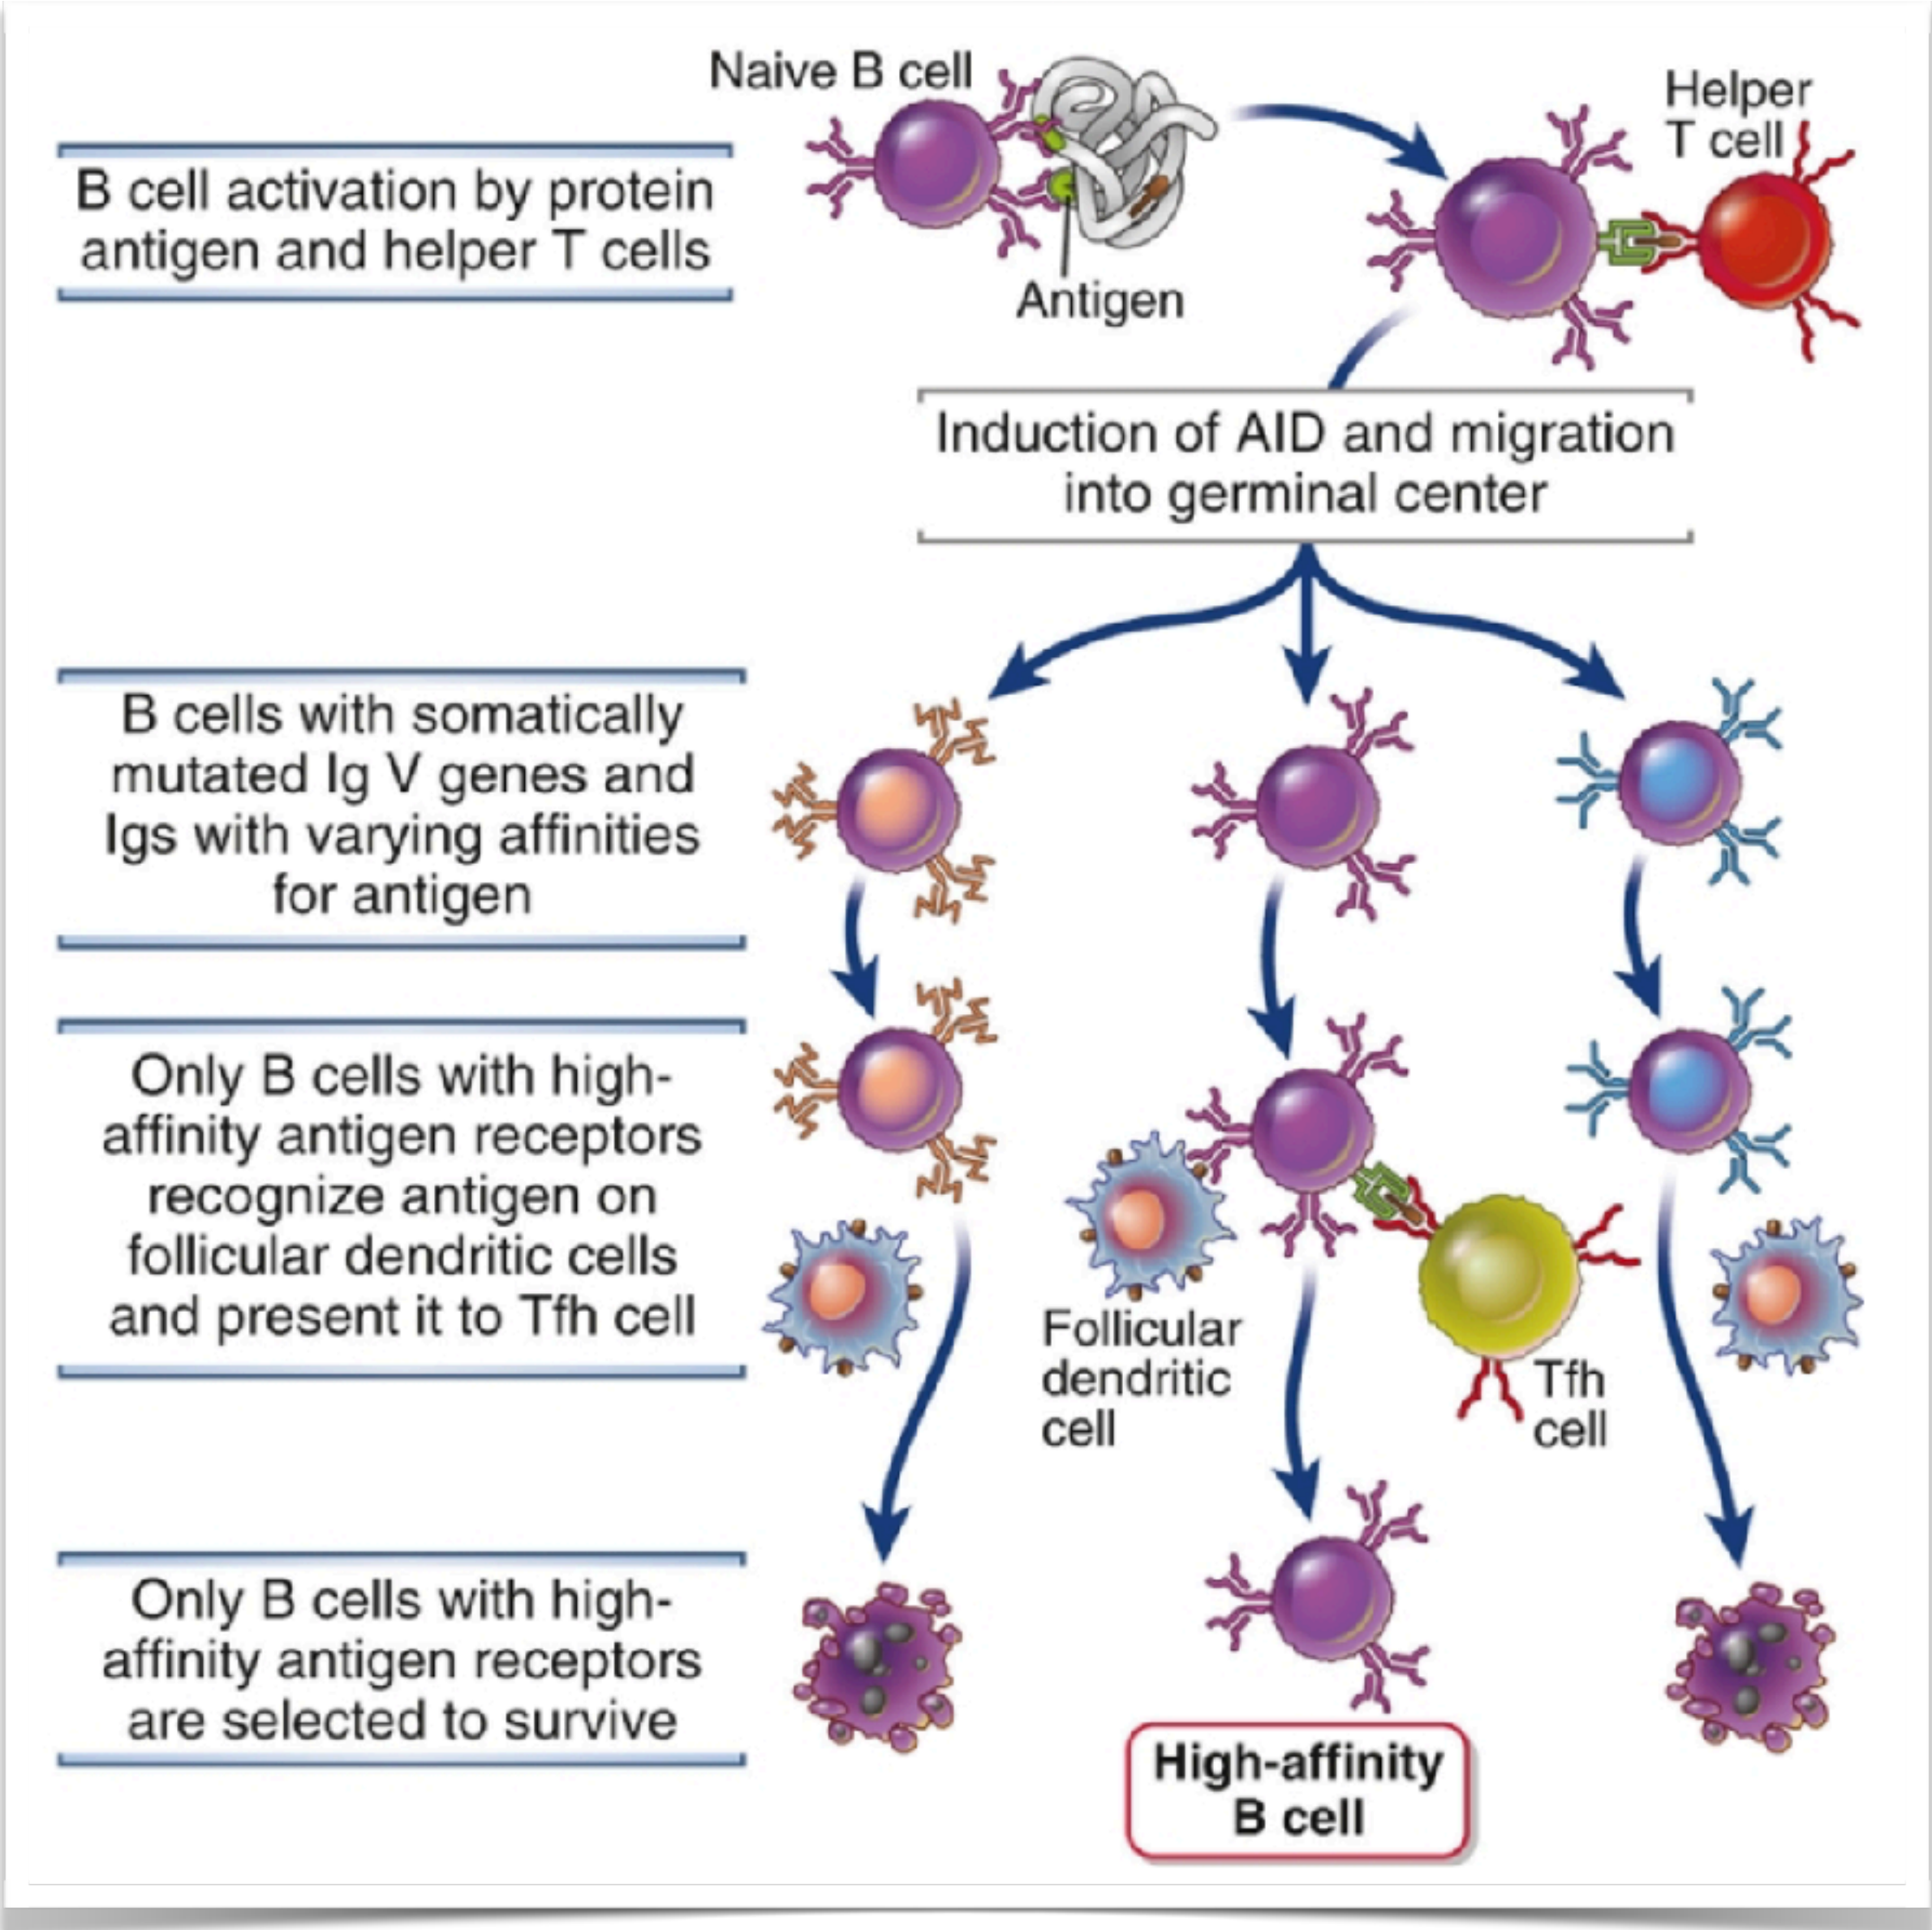 Naive B cell
Helper
T cell
B cell activation by protein
antigen and helper T cells
Antigen
Induction of AID and migration
into germinal center
B cells with somatically
mutated Ig V genes and
Igs with varying affinities
for antigen
Only B cells with high-
affinity antigen receptors
recognize antigen on
follicular dendritic cells
and present it to Tfh cell
Follicular
dendritic
cell
Tfh
cell
Only B cells with high-
affinity antigen receptors
are selected to survive
High-affinity
B cell